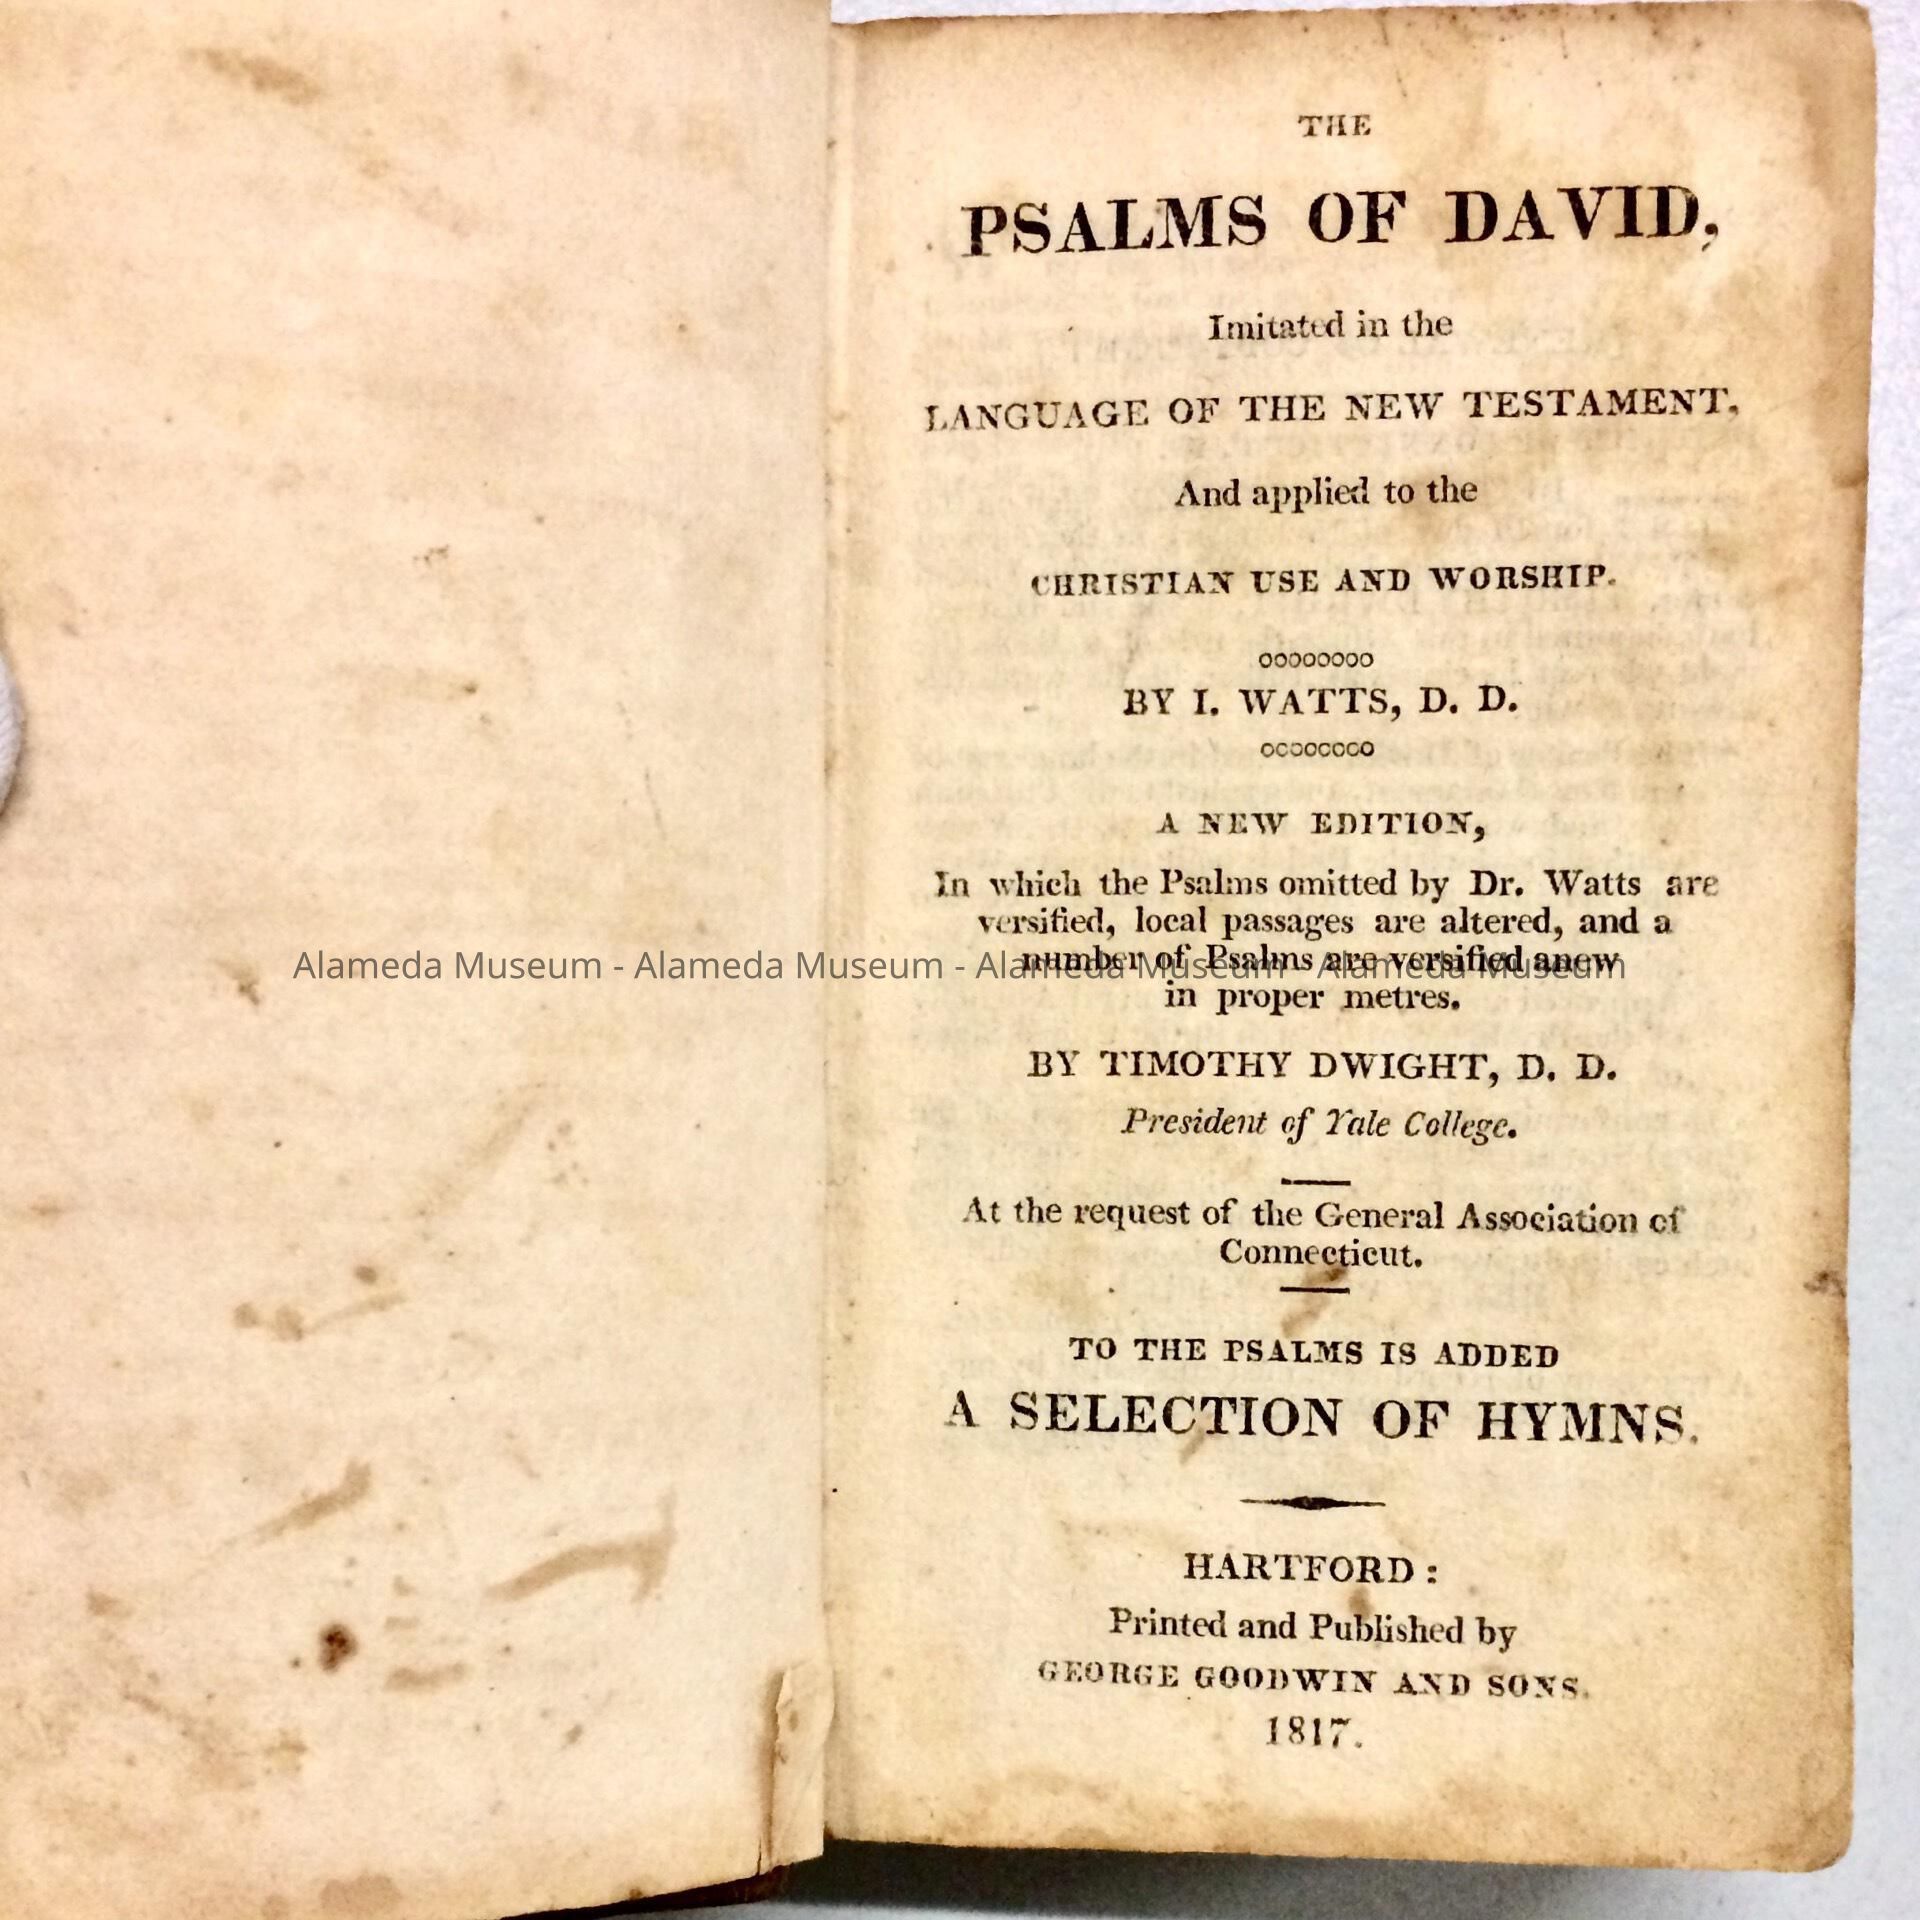 THE
PSALMS OF DAVID,
Imitated in the
LANGUAGE OF THE NEW TESTAMENT,
And applied to the
CHRISTIAN USE AND WORSHIP.
BY I. WATTS, D. D.
A NEW EDITION,
In which the Psalms omitted by Dr. Watts are
versified, local passages are altered, and a
number of Psalms are versified anew
in proper metres.
Alameda Museum - Alameda Museum - Alameda Museum - Alameda Museum
BY TIMOTHY DWIGHT, D. D.
President of Yale College.
At the request of the General Association of
Connecticut.
TO THE PSALMS IS ADDED
A SELECTION OF HYMNS.
HARTFORD:
Printed and Published by
GEORGE GOODWIN AND SONS.
1817.